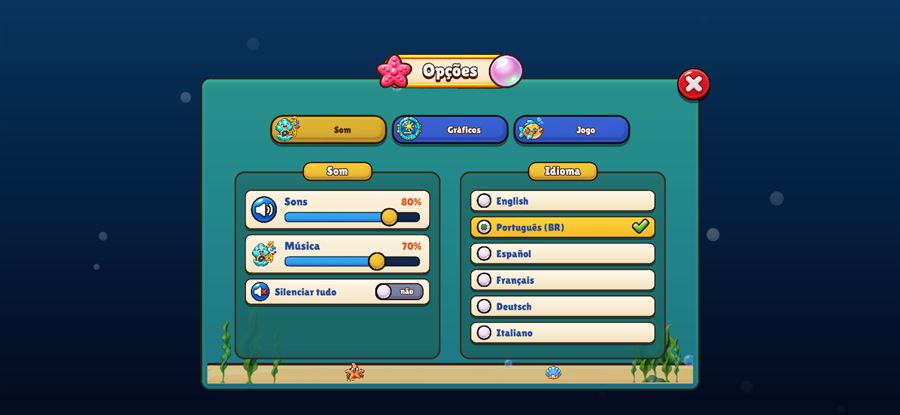 Opções
Som
Gráficos
Jogo
Som
Sons 80%
Música 70%
Silenciar tudo não
Idioma
English
Português (BR)
Español
Français
Deutsch
Italiano